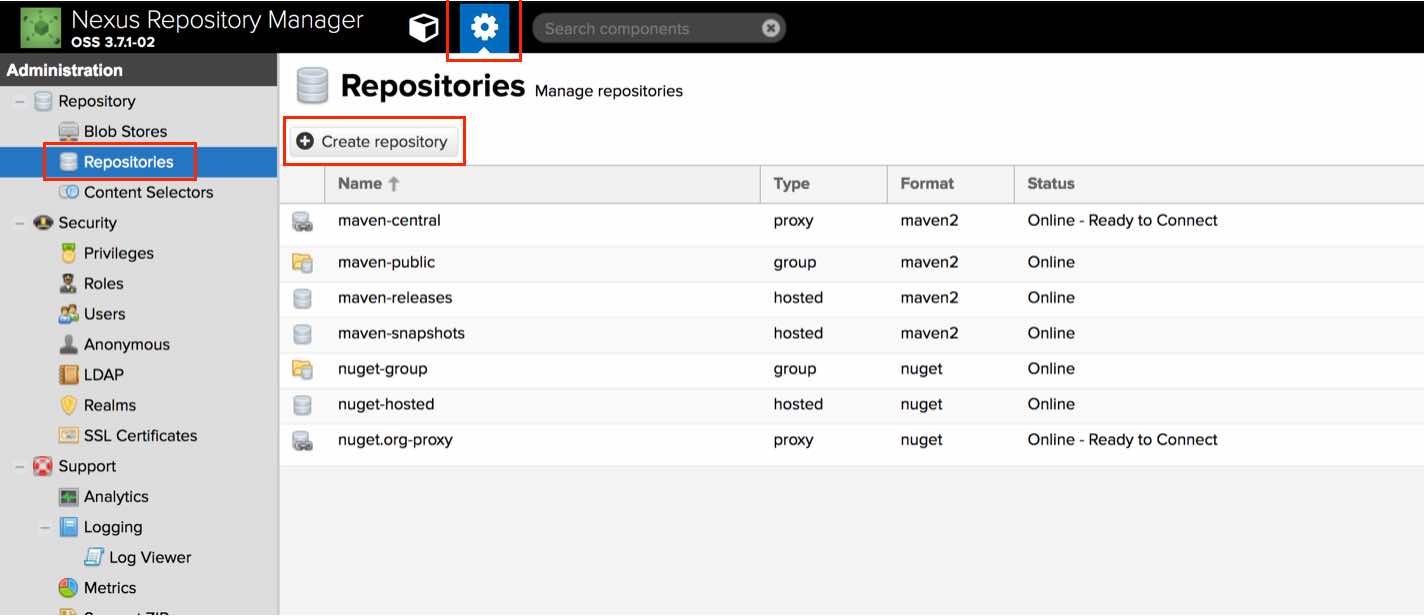 Nexus Repository Manager
OSS 3.7.1-02
Search components
Administration
Repository
Blob Stores
Repositories
Content Selectors
Security
Privileges
Roles
Users
Anonymous
LDAP
Realms
SSL Certificates
Support
Analytics
Logging
Log Viewer
Metrics
Repositories Manage repositories
Create repository
Name Type Format Status
maven-central proxy maven2 Online - Ready to Connect
maven-public group maven2 Online
maven-releases hosted maven2 Online
maven-snapshots hosted maven2 Online
nuget-group group nuget Online
nuget-hosted hosted nuget Online
nuget.org-proxy proxy nuget Online - Ready to Connect